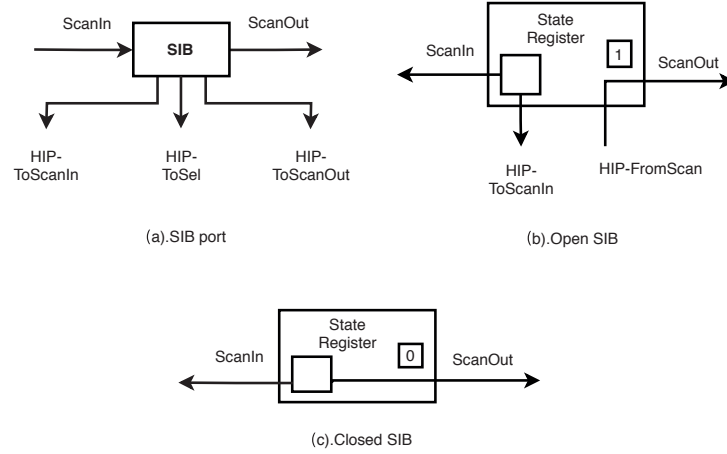 ScanIn
SIB
ScanOut
HIP-
ToScanIn
HIP-
ToSel
HIP-
ToScanOut
(a).SIB port
State
Register
1
ScanIn
ScanOut
HIP-
ToScanIn
HIP-FromScan
(b).Open SIB
State
Register
0
ScanIn
ScanOut
(c).Closed SIB